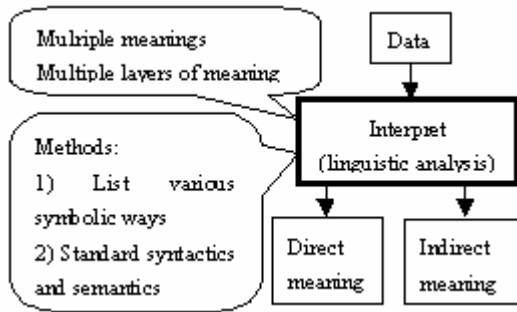 Mulriple meanings
Multiple layers of meaning
Data
Interpret
(linguistic analysis)
Methods:
1) List various
symbolic ways
2) Standard syntactics
and semantics
Direct
meaning
Indirect
meaning